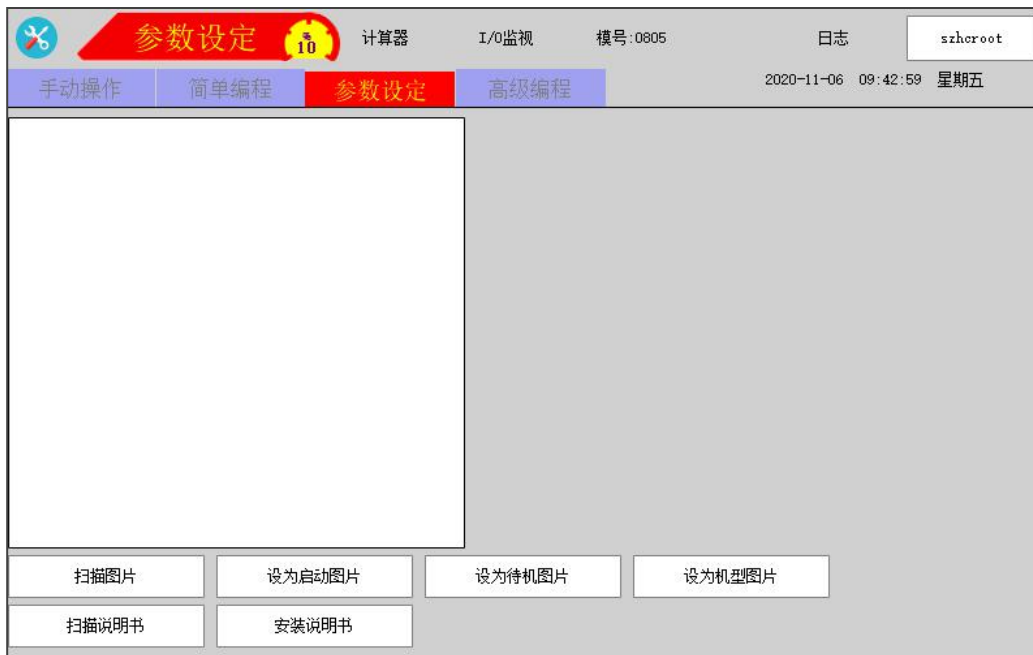 参数设定 % 10 计算器 I/O监视 模号:0805 日志 szhcroot
手动操作 简单编程 参数设定 高级编程 2020-11-06 09:42:59 星期五
扫描图片 设为启动图片 设为待机图片 设为机型图片
扫描说明书 安装说明书